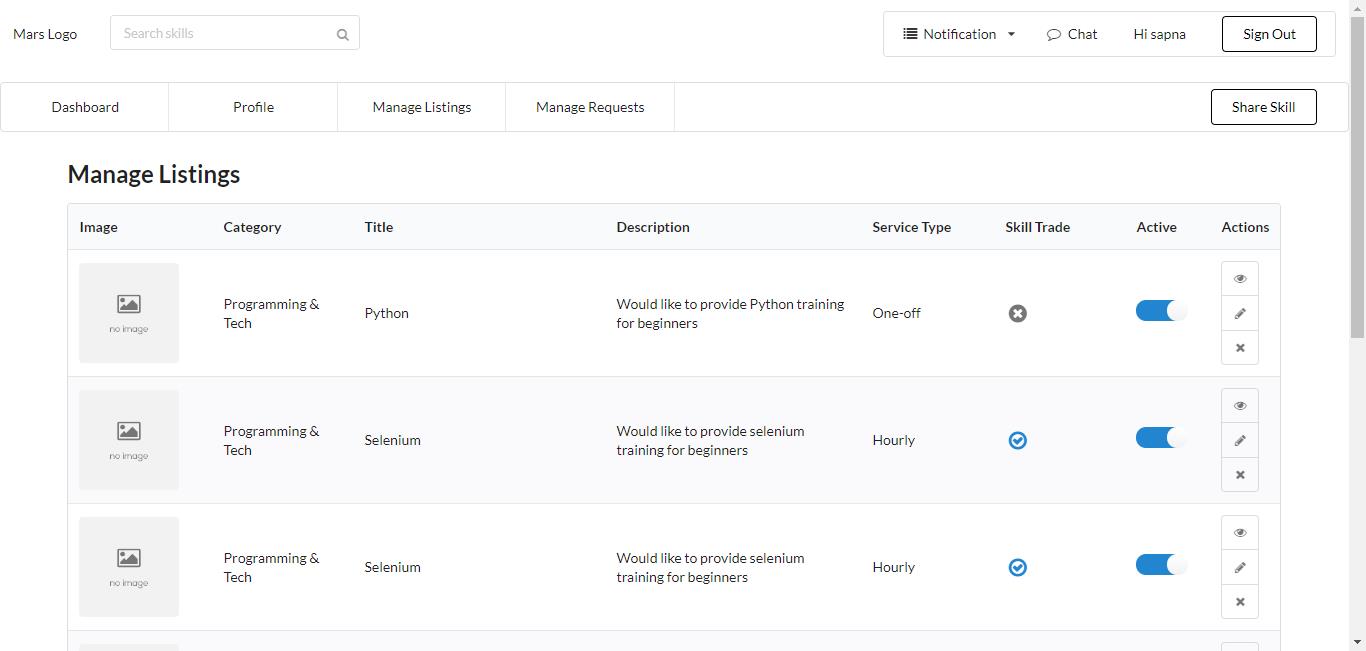 Mars Logo
Search skills
Notification
Chat
Hi sapna
Sign Out
Dashboard
Profile
Manage Listings
Manage Requests
Share Skill
Manage Listings
Image
Category
Title
Description
Service Type
Skill Trade
Active
Actions
no image
Programming &
Tech
Python
Would like to provide Python training
for beginners
One-off
no image
Programming &
Tech
Selenium
Would like to provide selenium
training for beginners
Hourly
no image
Programming &
Tech
Selenium
Would like to provide selenium
training for beginners
Hourly